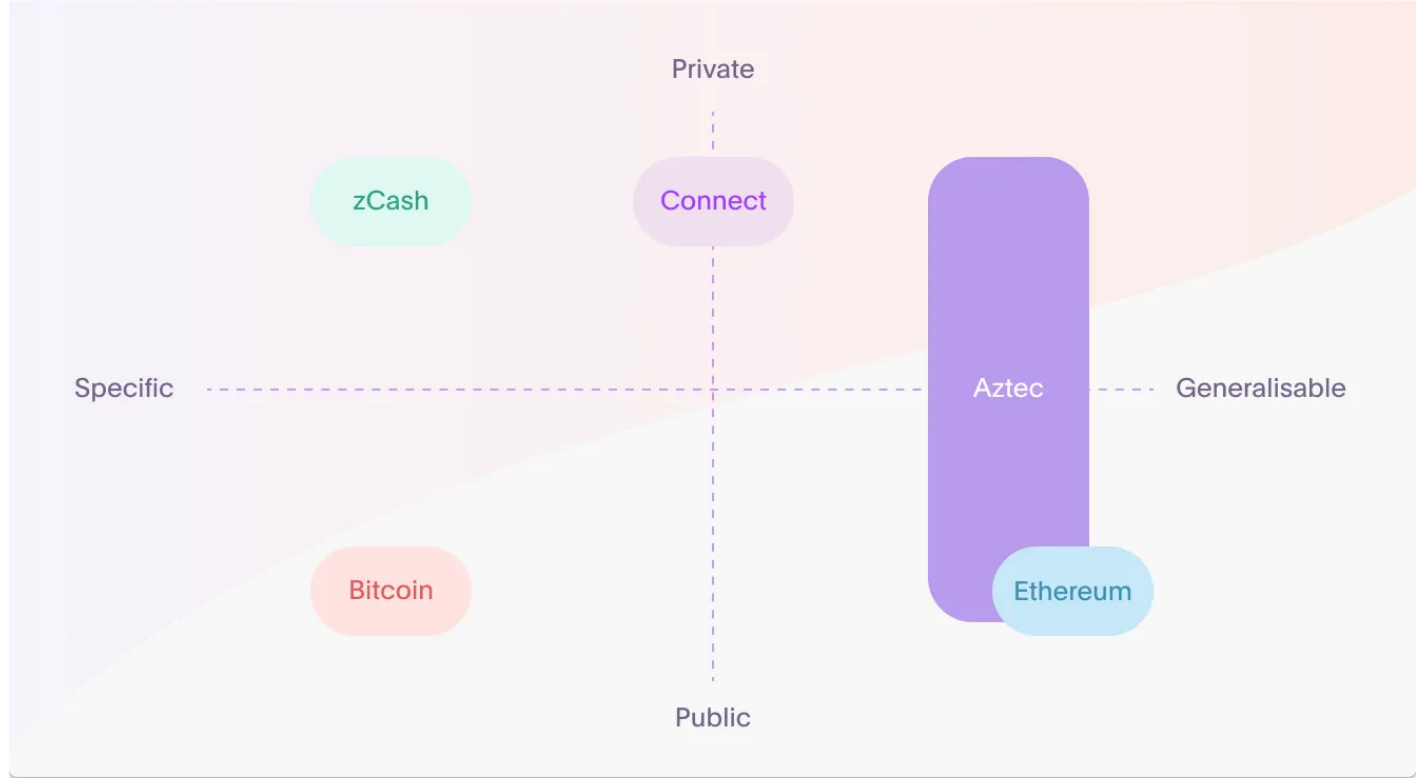 Private
zCash
Connect
Specific
Aztec
Generalisable
Bitcoin
Ethereum
Public